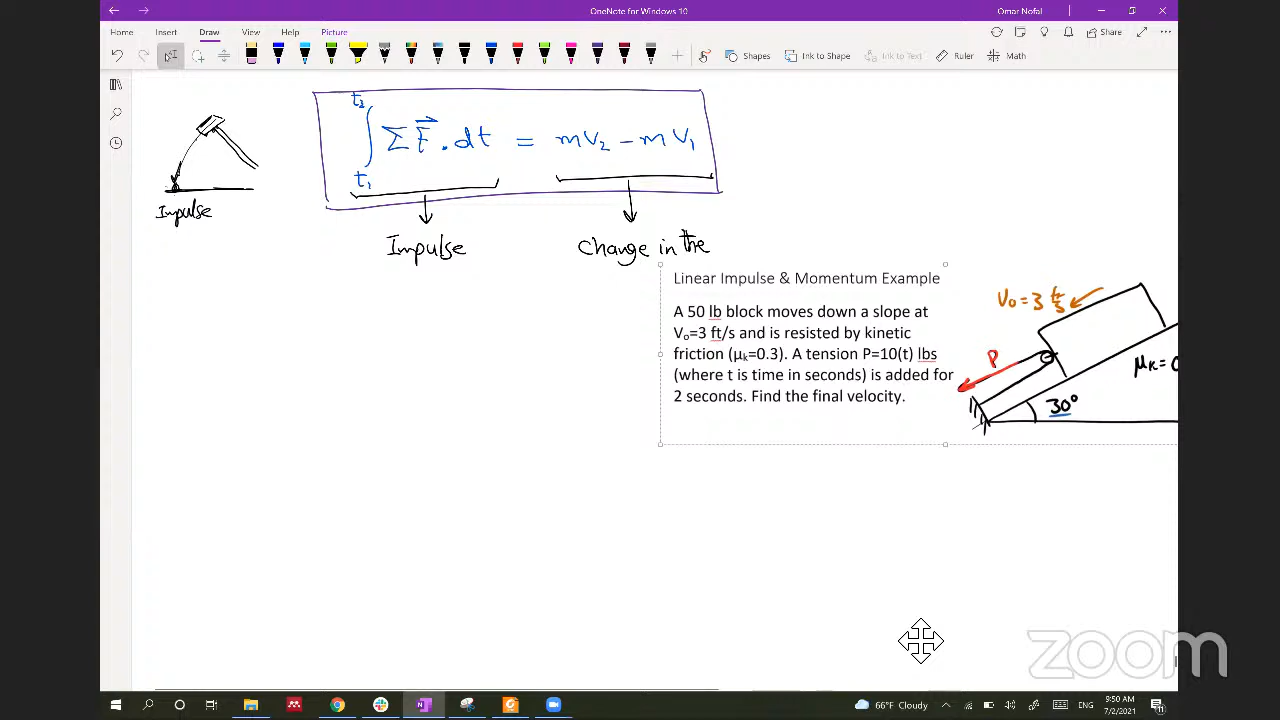 OneNote for Windows 10
Omar Nofal
Home Insert Draw View Help Picture
Share
Shapes Ink to Shape Ink to Text Ruler Math
t₂
∫ ΣF⃗ . dt = mV₂ - mV₁
t₁
Impulse
Impulse
Change in the
Linear Impulse & Momentum Example
A 50 lb block moves down a slope at
V₀=3 ft/s and is resisted by kinetic
friction (μₖ=0.3). A tension P=10(t) lbs
(where t is time in seconds) is added for
2 seconds. Find the final velocity.
V₀ = 3 ft/s
P
μₖ = 0
30°
zoom
66°F Cloudy
ENG
9:50 AM
7/2/2021